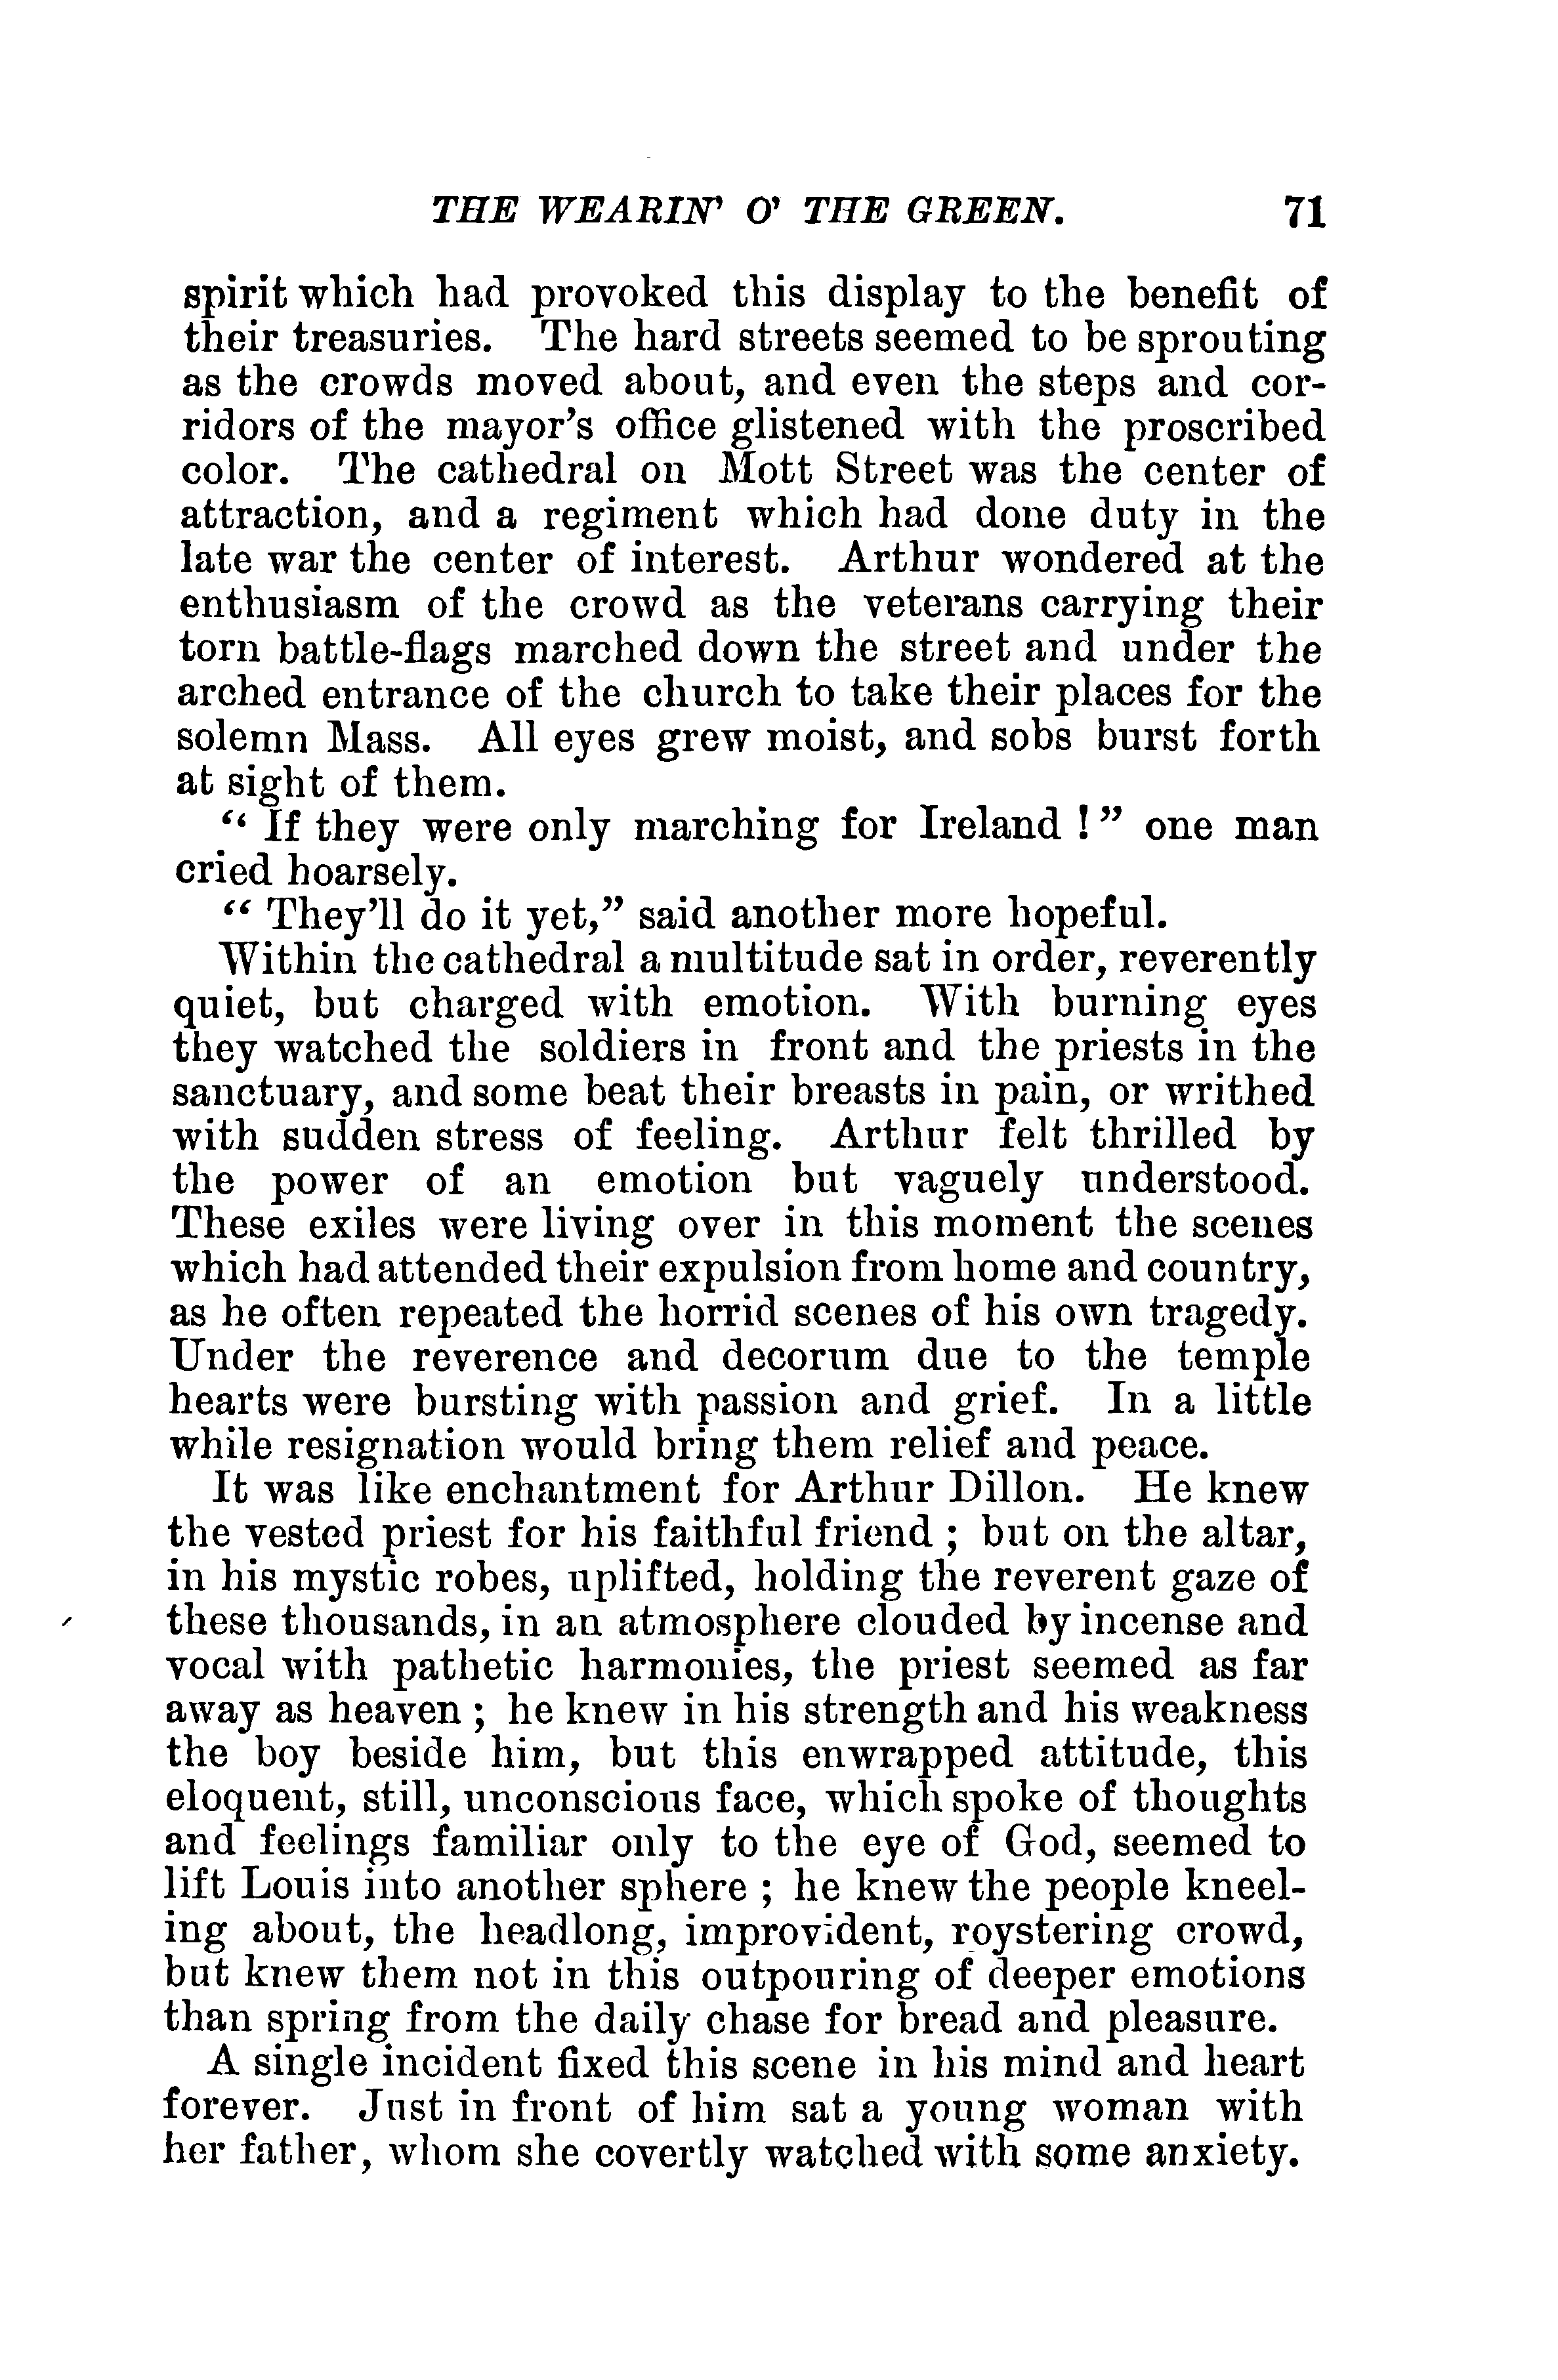 THE WEARIN' O' THE GREEN. 71
spirit which had provoked this display to the benefit of
their treasuries. The hard streets seemed to be sprouting
as the crowds moved about, and even the steps and cor-
ridors of the mayor's office glistened with the proscribed
color. The cathedral on Mott Street was the center of
attraction, and a regiment which had done duty in the
late war the center of interest. Arthur wondered at the
enthusiasm of the crowd as the veterans carrying their
torn battle-flags marched down the street and under the
arched entrance of the church to take their places for the
solemn Mass. All eyes grew moist, and sobs burst forth
at sight of them.
“ If they were only marching for Ireland ! ” one man
cried hoarsely.
“ They'll do it yet,” said another more hopeful.
Within the cathedral a multitude sat in order, reverently
quiet, but charged with emotion. With burning eyes
they watched the soldiers in front and the priests in the
sanctuary, and some beat their breasts in pain, or writhed
with sudden stress of feeling. Arthur felt thrilled by
the power of an emotion but vaguely understood.
These exiles were living over in this moment the scenes
which had attended their expulsion from home and country,
as he often repeated the horrid scenes of his own tragedy.
Under the reverence and decorum due to the temple
hearts were bursting with passion and grief. In a little
while resignation would bring them relief and peace.
It was like enchantment for Arthur Dillon. He knew
the vested priest for his faithful friend ; but on the altar,
in his mystic robes, uplifted, holding the reverent gaze of
these thousands, in an atmosphere clouded by incense and
vocal with pathetic harmonies, the priest seemed as far
away as heaven ; he knew in his strength and his weakness
the boy beside him, but this enwrapped attitude, this
eloquent, still, unconscious face, which spoke of thoughts
and feelings familiar only to the eye of God, seemed to
lift Louis into another sphere ; he knew the people kneel-
ing about, the headlong, improvident, roystering crowd,
but knew them not in this outpouring of deeper emotions
than spring from the daily chase for bread and pleasure.
A single incident fixed this scene in his mind and heart
forever. Just in front of him sat a young woman with
her father, whom she covertly watched with some anxiety.